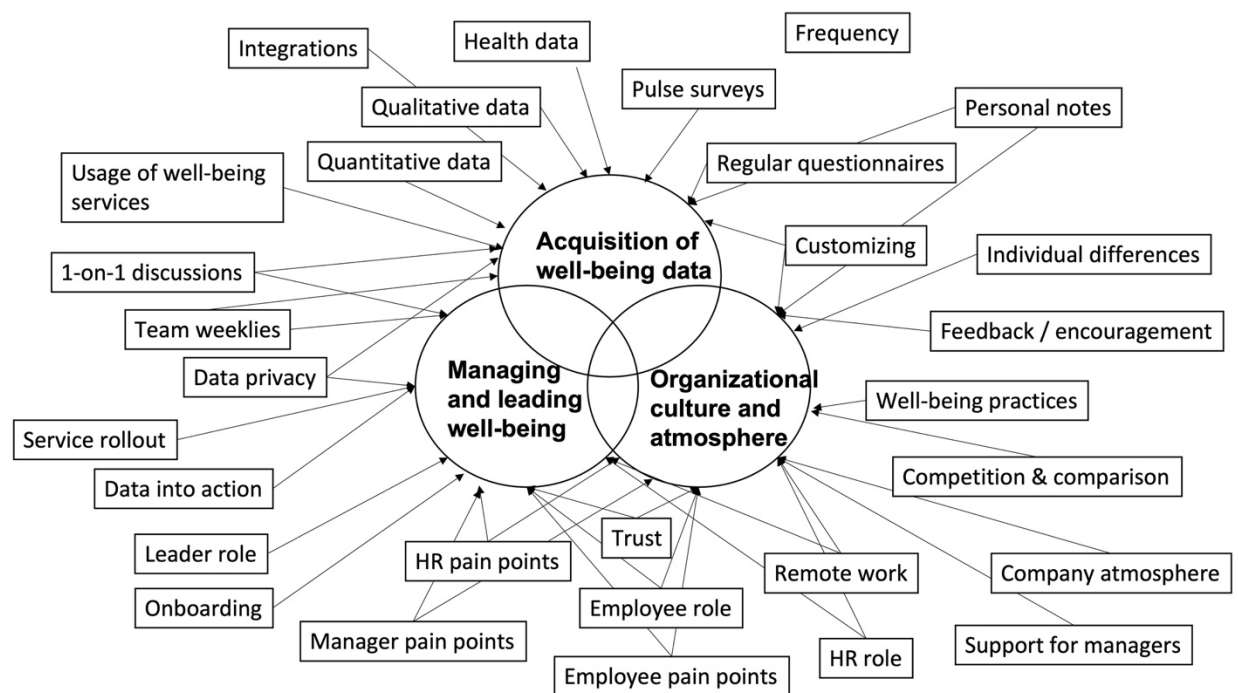 Frequency
Health data
Integrations
Pulse surveys
Qualitative data
Personal notes
Quantitative data
Regular questionnaires
Usage of well-being
services
Acquisition of
well-being data
Customizing
Individual differences
1-on-1 discussions
Team weeklies
Feedback / encouragement
Data privacy
Managing
and leading
well-being
Organizational
culture and
atmosphere
Well-being practices
Service rollout
Competition & comparison
Data into action
Trust
Leader role
HR pain points
Remote work
Company atmosphere
Onboarding
Employee role
Manager pain points
Support for managers
HR role
Employee pain points